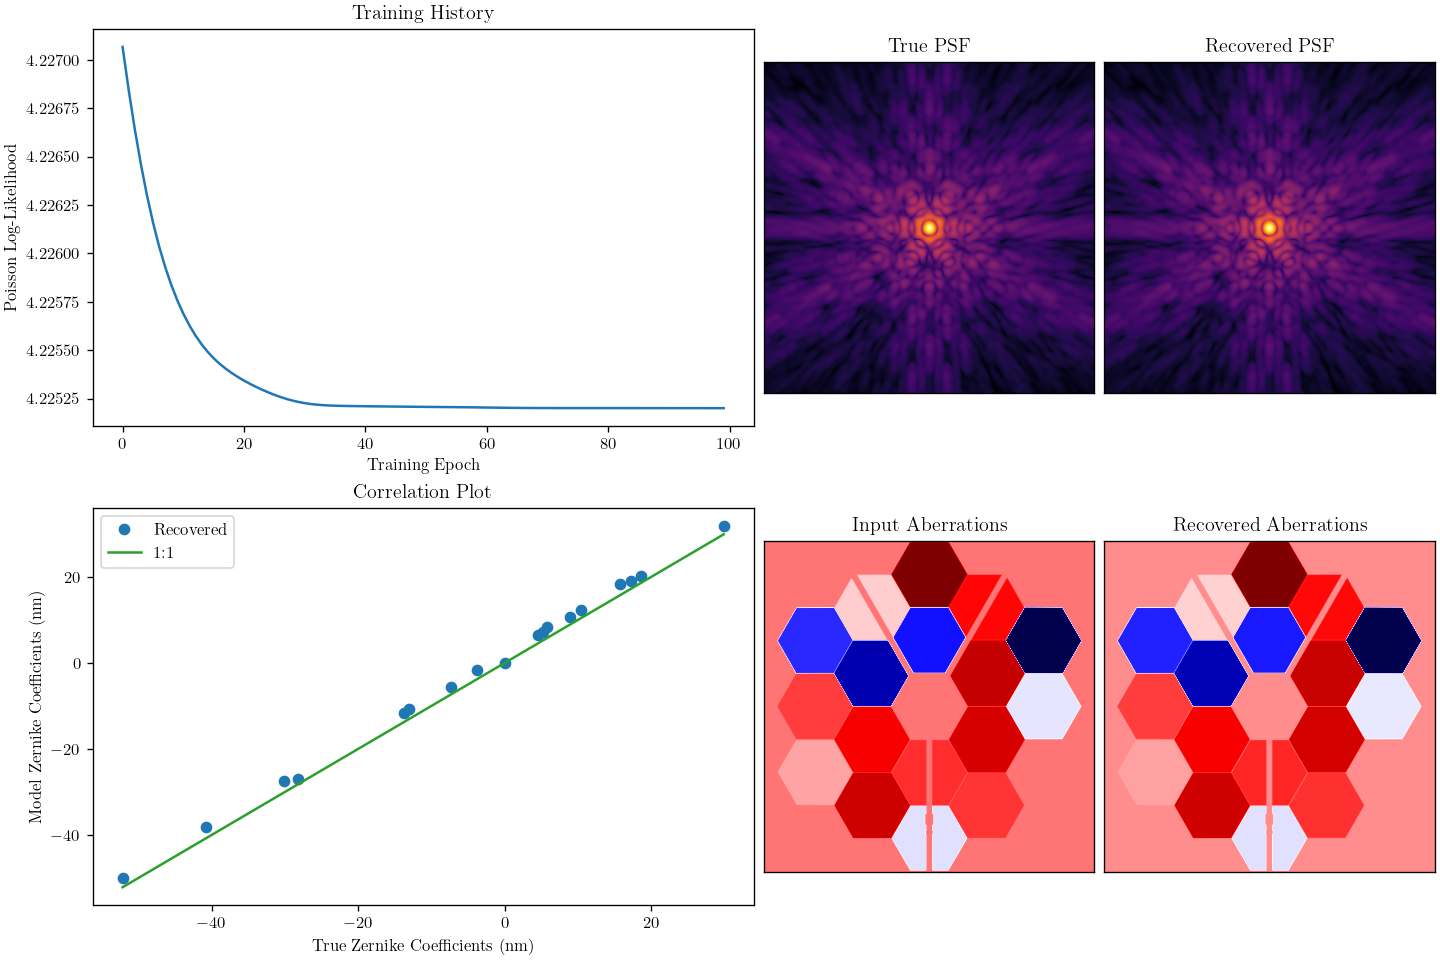 Training History
Poisson Log-Likelihood
4.22700
4.22675
4.22650
4.22625
4.22600
4.22575
4.22550
4.22525
0 20 40 60 80 100
Training Epoch
True PSF
Recovered PSF
Correlation Plot
Recovered
1:1
Model Zernike Coefficients (nm)
20
0
−20
−40
−40 −20 0 20
True Zernike Coefficients (nm)
Input Aberrations
Recovered Aberrations